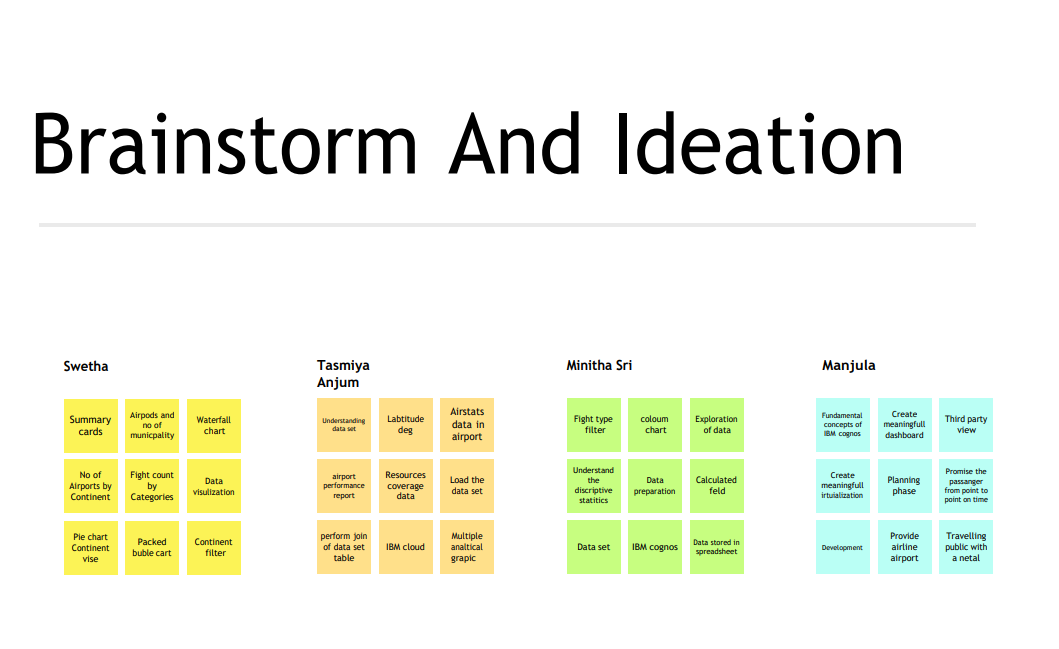 Brainstorm And Ideation
Swetha
Summary
cards
Airpods and
no of
municpality
Waterfall
chart
No of
Airports by
Continent
Fight count
by
Categories
Data
visulization
Pie chart
Continent
vise
Packed
buble cart
Continent
filter
Tasmiya
Anjum
Understanding
data set
Labtitude
deg
Airstats
data in
airport
airport
performance
report
Resources
coverage
data
Load the
data set
perform join
of data set
table
IBM cloud
Multiple
analtical
grapic
Minitha Sri
Fight type
filter
coloum
chart
Exploration
of data
Understand
the
discriptive
statitics
Data
preparation
Calculated
feld
Data set
IBM cognos
Data stored in
spreedsheet
Manjula
Fundamental
concepts of
IBM cognos
Create
meaningfull
dashboard
Third party
view
Create
meaningfull
irtuialization
Planning
phase
Promise the
passanger
from point to
point on time
Development
Provide
airline
airport
Travelling
public with
a netal